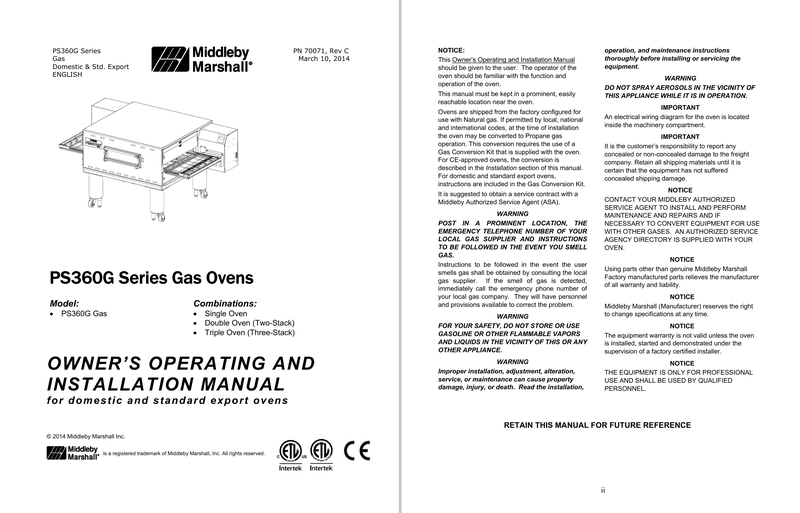 PS360G Series
Gas
Domestic & Std. Export
ENGLISH
Middleby
Marshall®
PN 70071, Rev C
March 10, 2014
PS360G Series Gas Ovens
Model:
• PS360G Gas
Combinations:
• Single Oven
• Double Oven (Two-Stack)
• Triple Oven (Three-Stack)
OWNER'S OPERATING AND
INSTALLATION MANUAL
for domestic and standard export ovens
© 2014 Middleby Marshall Inc.
Middleby
Marshall® is a registered trademark of Middleby Marshall, Inc. All rights reserved.
C ETL US
Intertek
ETL
Intertek
CE
NOTICE:
This Owner's Operating and Installation Manual
should be given to the user. The operator of the
oven should be familiar with the function and
operation of the oven.
This manual must be kept in a prominent, easily
reachable location near the oven.
Ovens are shipped from the factory configured for
use with Natural gas. If permitted by local, national
and international codes, at the time of installation
the oven may be converted to Propane gas
operation. This conversion requires the use of a
Gas Conversion Kit that is supplied with the oven.
For CE-approved ovens, the conversion is
described in the Installation section of this manual.
For domestic and standard export ovens,
instructions are included in the Gas Conversion Kit.
It is suggested to obtain a service contract with a
Middleby Authorized Service Agent (ASA).
WARNING
POST IN A PROMINENT LOCATION, THE
EMERGENCY TELEPHONE NUMBER OF YOUR
LOCAL GAS SUPPLIER AND INSTRUCTIONS
TO BE FOLLOWED IN THE EVENT YOU SMELL
GAS.
Instructions to be followed in the event the user
smells gas shall be obtained by consulting the local
gas supplier. If the smell of gas is detected,
immediately call the emergency phone number of
your local gas company. They will have personnel
and provisions available to correct the problem.
WARNING
FOR YOUR SAFETY, DO NOT STORE OR USE
GASOLINE OR OTHER FLAMMABLE VAPORS
AND LIQUIDS IN THE VICINITY OF THIS OR ANY
OTHER APPLIANCE.
WARNING
Improper installation, adjustment, alteration,
service, or maintenance can cause property
damage, injury, or death. Read the installation,
operation, and maintenance instructions
thoroughly before installing or servicing the
equipment.
WARNING
DO NOT SPRAY AEROSOLS IN THE VICINITY OF
THIS APPLIANCE WHILE IT IS IN OPERATION.
IMPORTANT
An electrical wiring diagram for the oven is located
inside the machinery compartment.
IMPORTANT
It is the customer's responsibility to report any
concealed or non-concealed damage to the freight
company. Retain all shipping materials until it is
certain that the equipment has not suffered
concealed shipping damage.
NOTICE
CONTACT YOUR MIDDLEBY AUTHORIZED
SERVICE AGENT TO INSTALL AND PERFORM
MAINTENANCE AND REPAIRS AND IF
NECESSARY TO CONVERT EQUIPMENT FOR USE
WITH OTHER GASES. AN AUTHORIZED SERVICE
AGENCY DIRECTORY IS SUPPLIED WITH YOUR
OVEN.
NOTICE
Using parts other than genuine Middleby Marshall
Factory manufactured parts relieves the manufacturer
of all warranty and liability.
NOTICE
Middleby Marshall (Manufacturer) reserves the right
to change specifications at any time.
NOTICE
The equipment warranty is not valid unless the oven
is installed, started and demonstrated under the
supervision of a factory certified installer.
NOTICE
THE EQUIPMENT IS ONLY FOR PROFESSIONAL
USE AND SHALL BE USED BY QUALIFIED
PERSONNEL.
RETAIN THIS MANUAL FOR FUTURE REFERENCE
ii